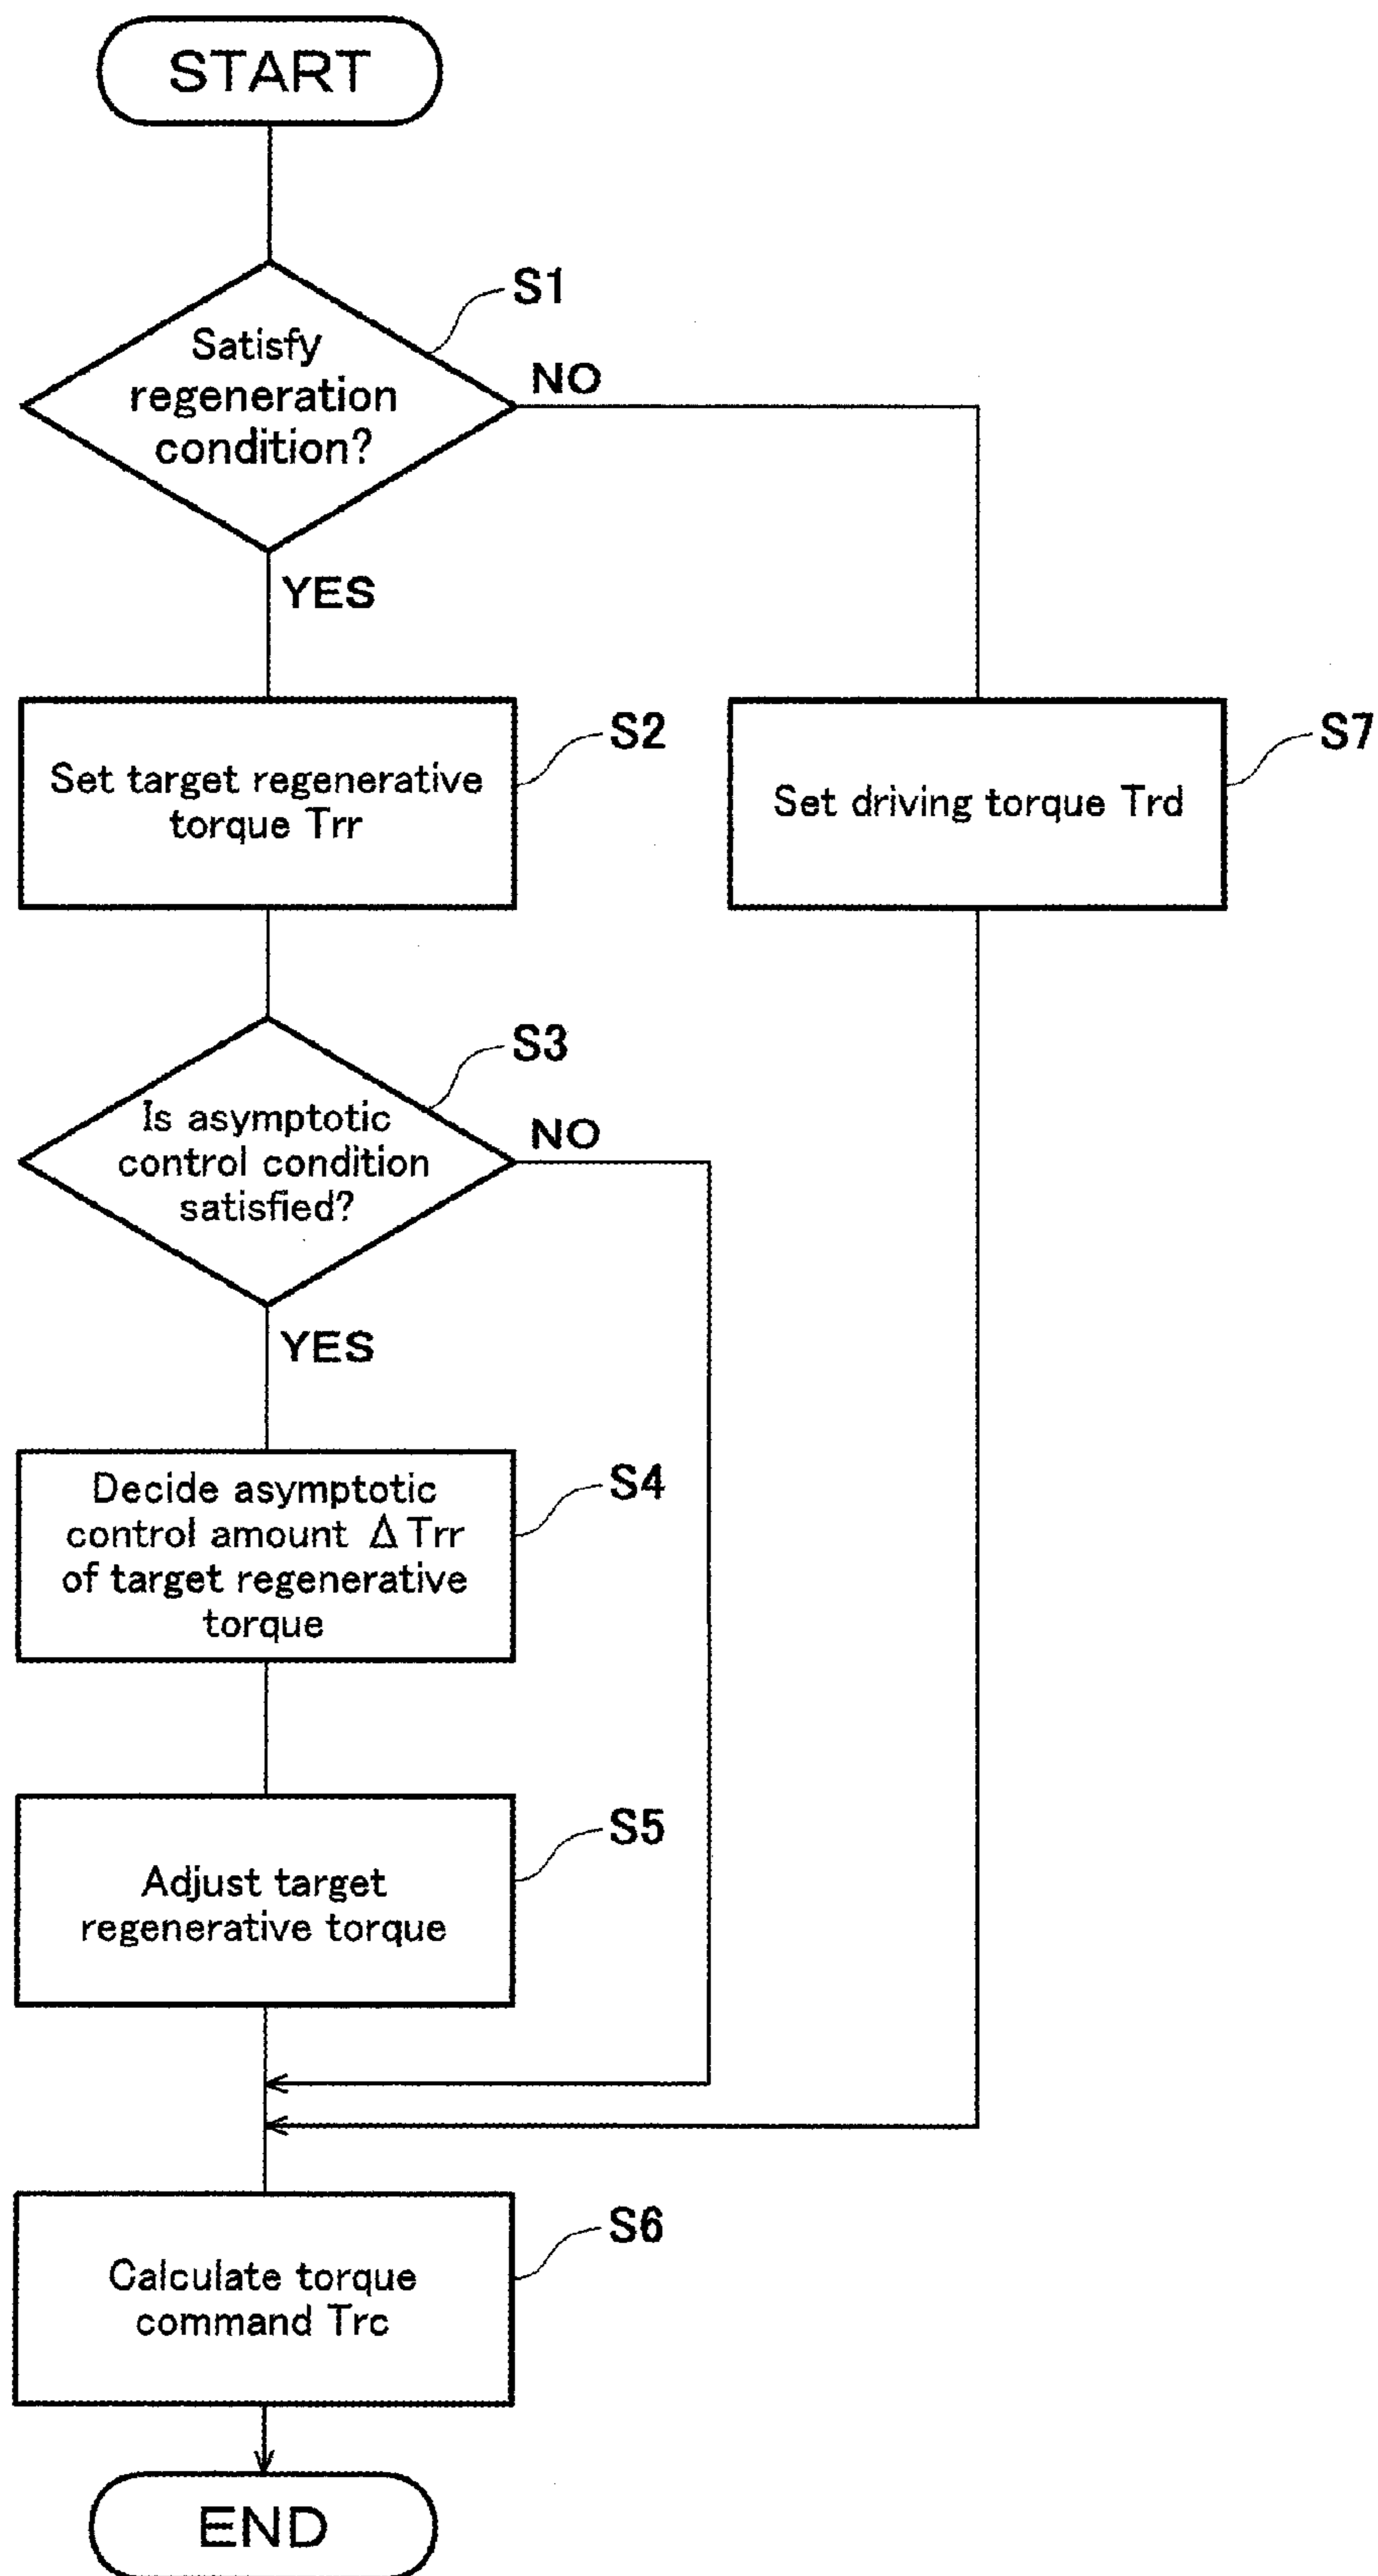 START
S1
Satisfy
regeneration
condition?
NO
YES
S2
Set target regenerative
torque Trr
S7
Set driving torque Trd
S3
Is asymptotic
control condition
satisfied?
NO
YES
S4
Decide asymptotic
control amount ΔTrr
of target regenerative
torque
S5
Adjust target
regenerative torque
S6
Calculate torque
command Trc
END